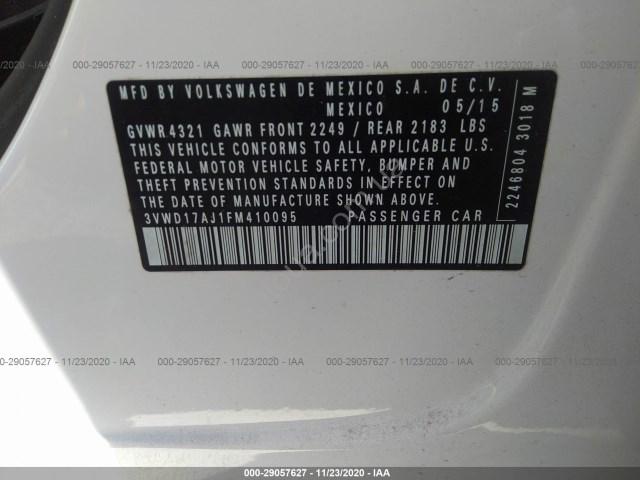 000-29057627 - 11/23/2020 - IAA
MFD BY VOLKSWAGEN DE MEXICO S.A. DE C.V.
MEXICO 05/15
GVWR 4321 GAWR FRONT 2249 / REAR 2183 LBS
THIS VEHICLE CONFORMS TO ALL APPLICABLE U.S.
FEDERAL MOTOR VEHICLE SAFETY, BUMPER AND
THEFT PREVENTION STANDARDS IN EFFECT ON
THE DATE OF MANUFACTURE SHOWN ABOVE.
3VWD17AJ1FM410095 PASSENGER CAR
2246804 3018 M
000-29057627 - 11/23/2020 - IAA
000-29057627 - 11/23/2020 - IAA